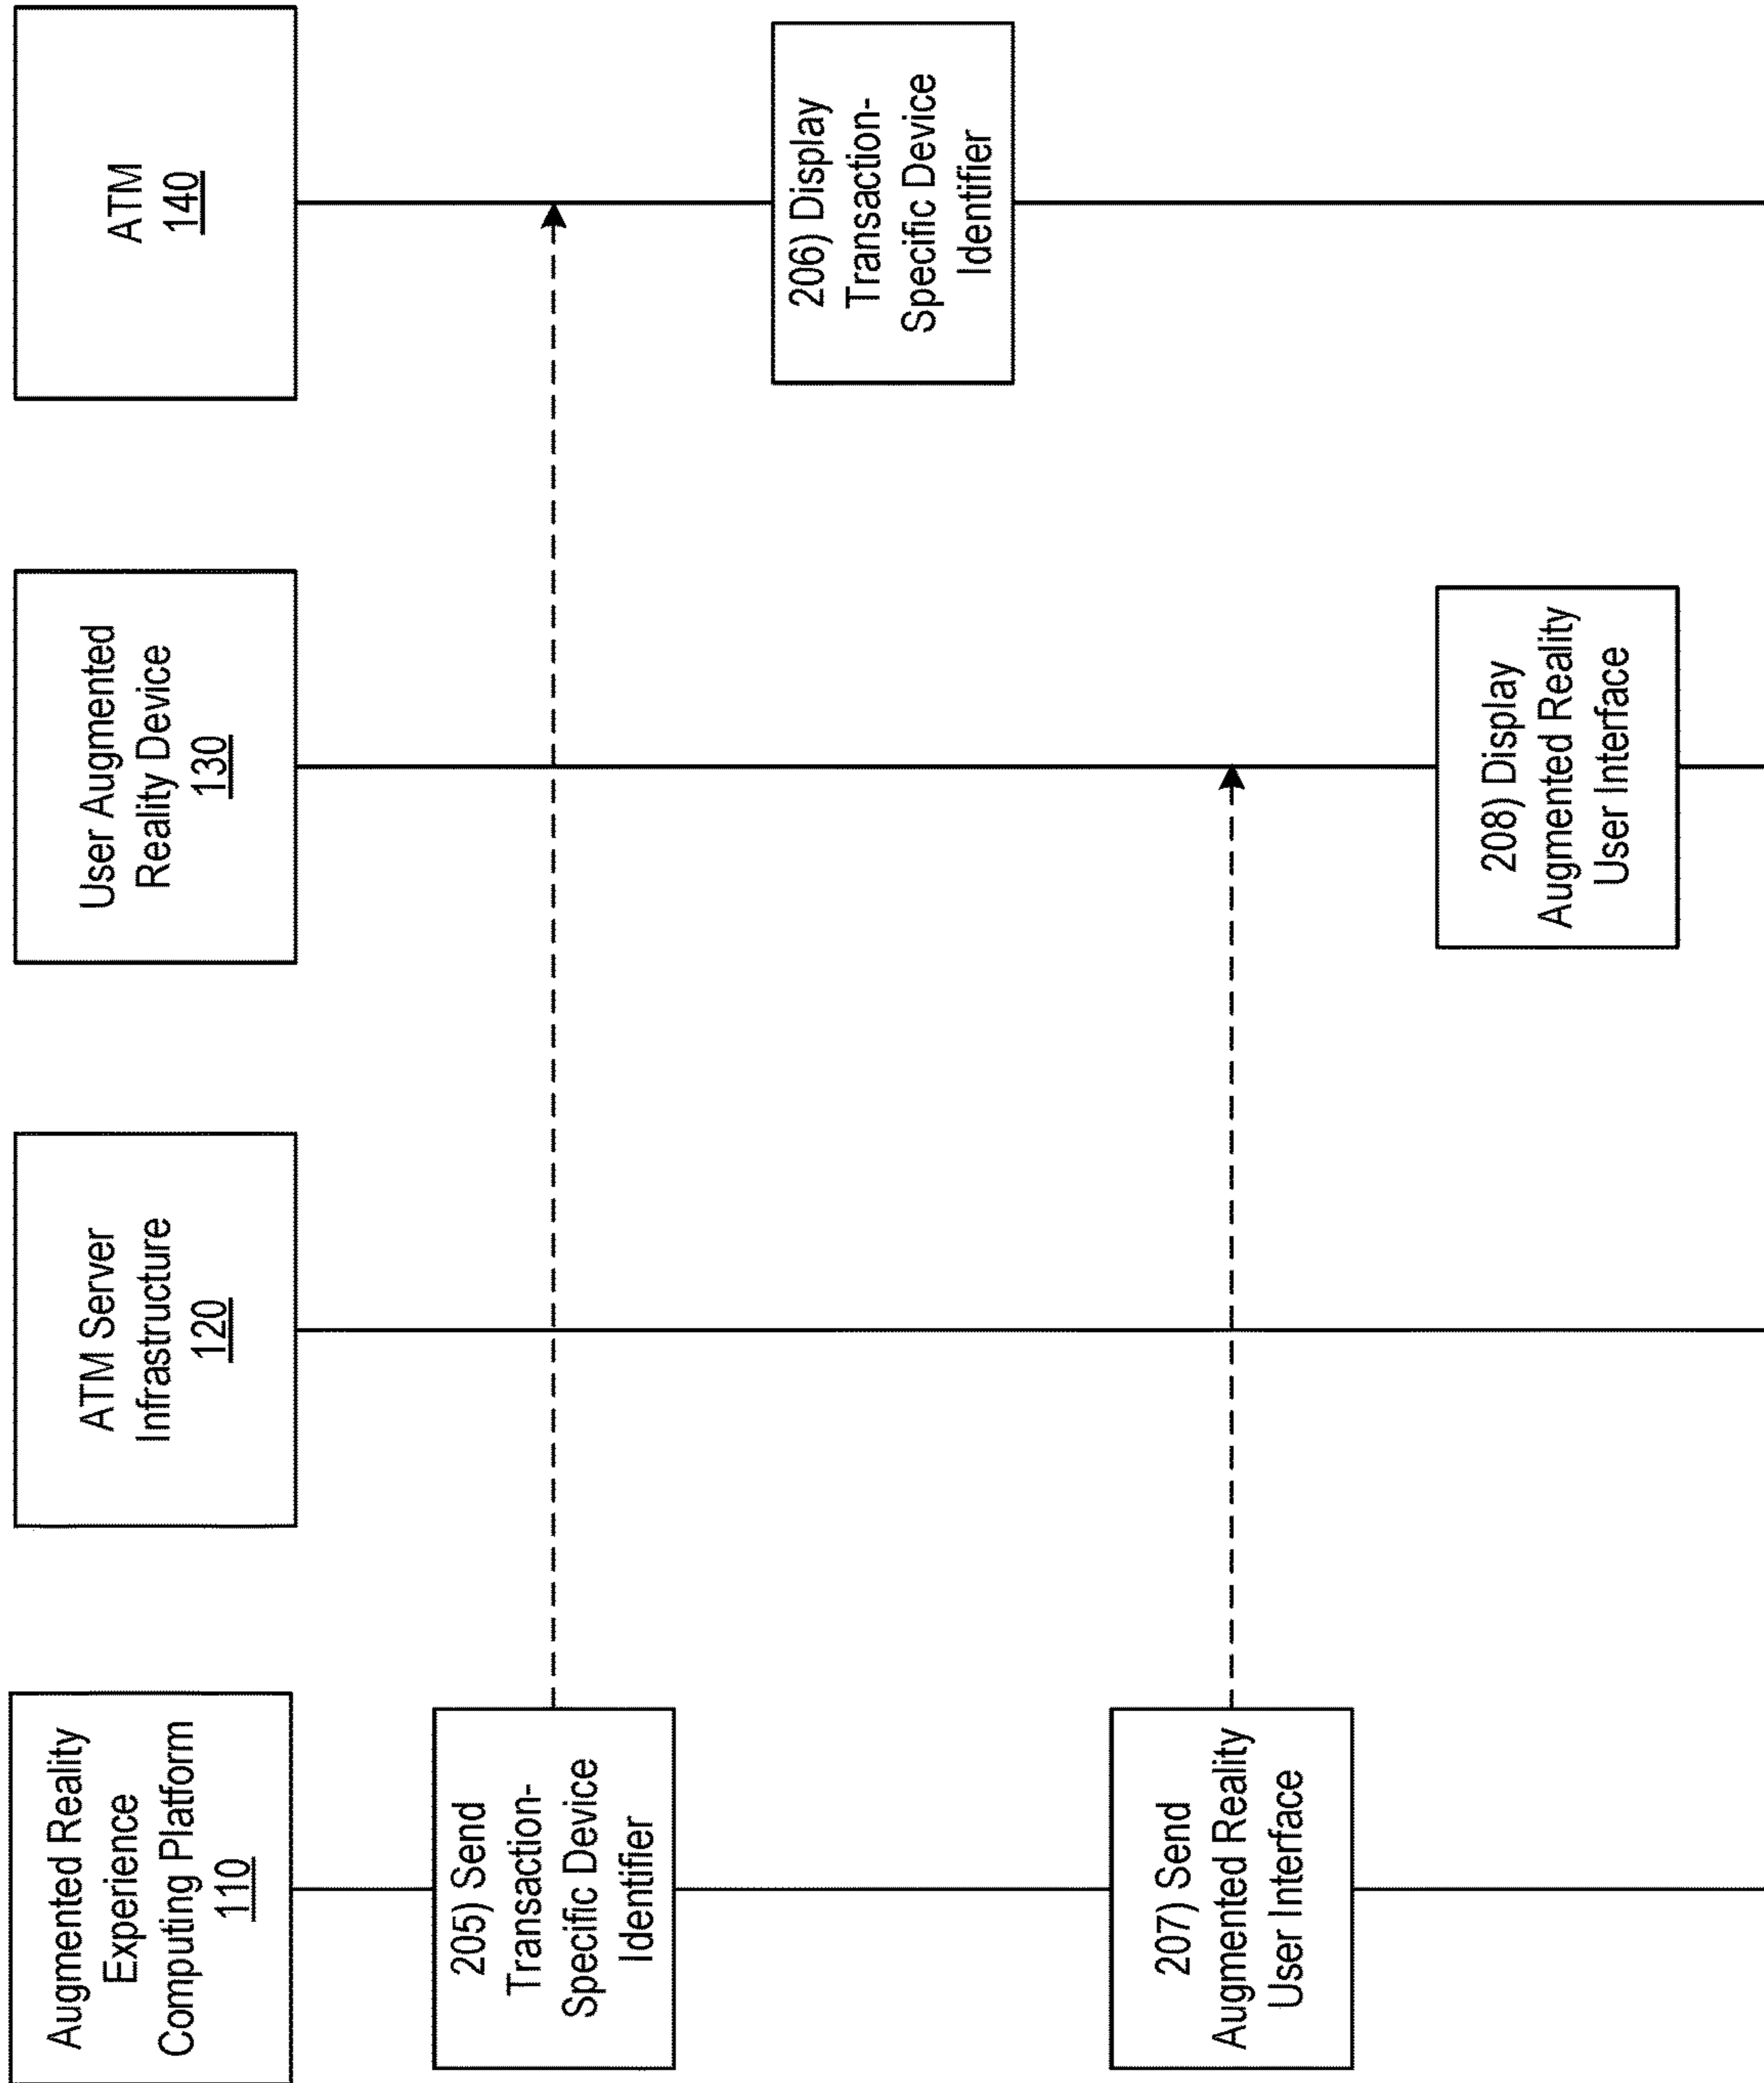 Augmented Reality
Experience
Computing Platform
110
ATM Server
Infrastructure
120
User Augmented
Reality Device
130
ATM
140
205) Send
Transaction-
Specific Device
Identifier
206) Display
Transaction-
Specific Device
Identifier
207) Send
Augmented Reality
User Interface
208) Display
Augmented Reality
User Interface